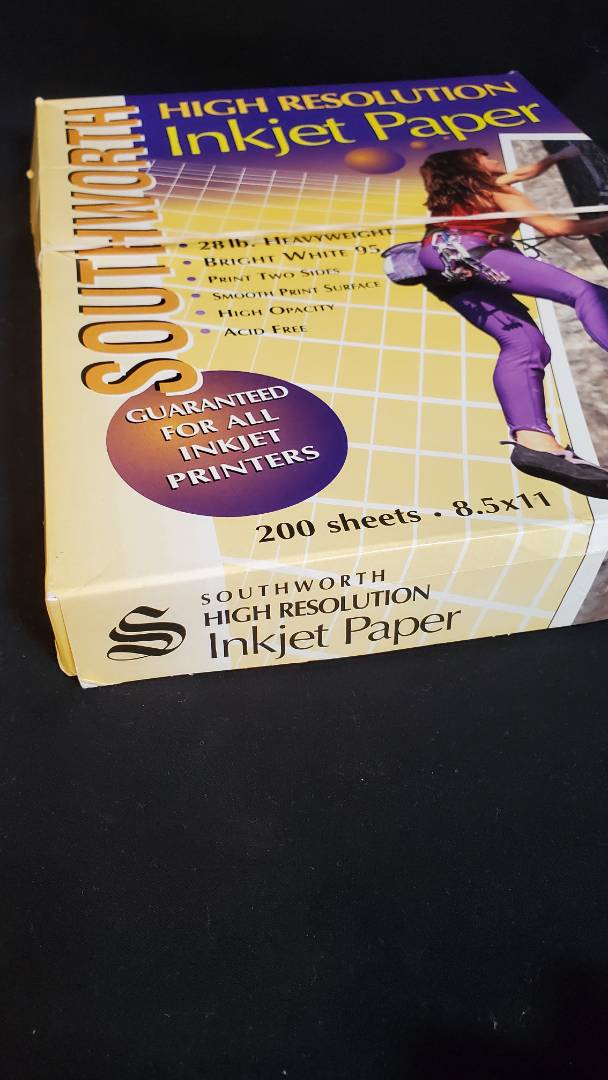 SOUTHWORTH
HIGH RESOLUTION
Inkjet Paper
• 28 lb. HEAVYWEIGHT
• BRIGHT WHITE 95
• PRINT TWO SIDES
• SMOOTH PRINT SURFACE
• HIGH OPACITY
• ACID FREE
GUARANTEED
FOR ALL
INKJET
PRINTERS
200 sheets • 8.5x11
S
SOUTHWORTH
HIGH RESOLUTION
Inkjet Paper